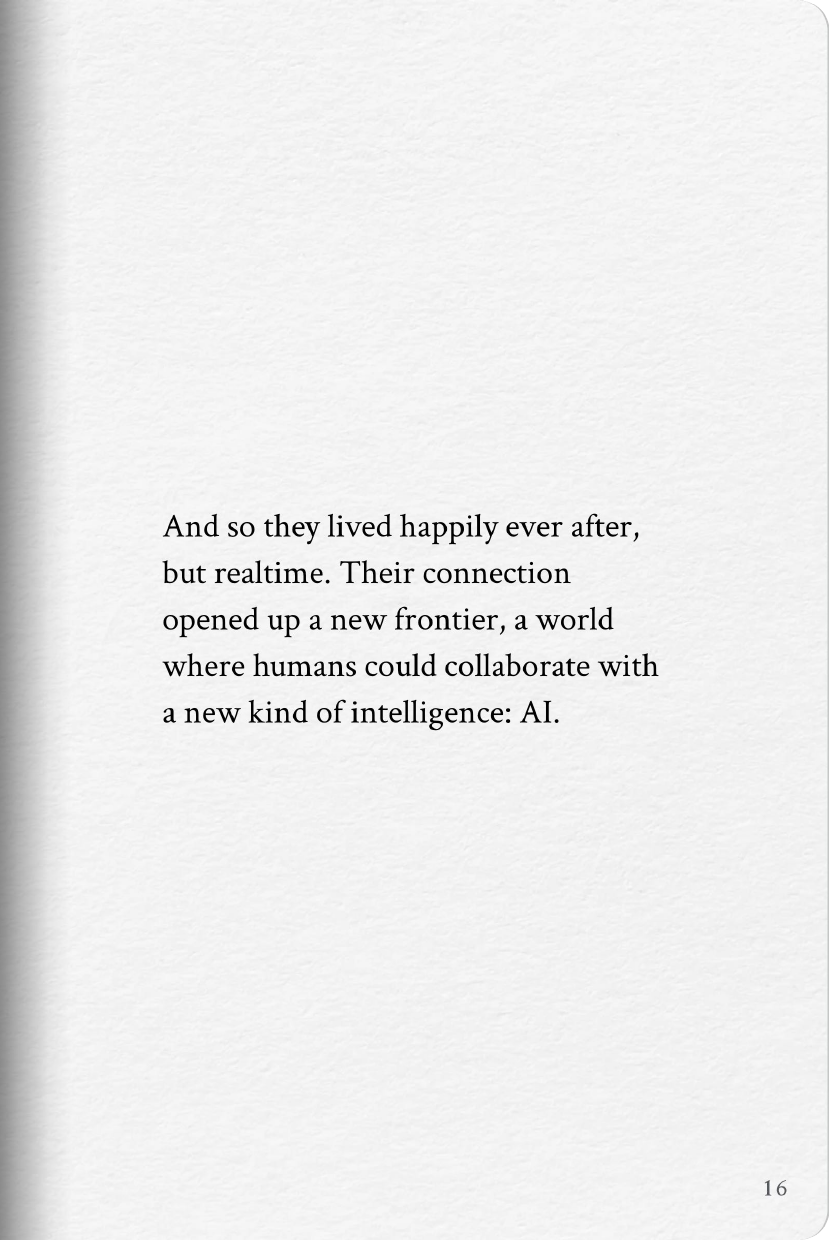 And so they lived happily ever after,
but realtime. Their connection
opened up a new frontier, a world
where humans could collaborate with
a new kind of intelligence: AI.
16